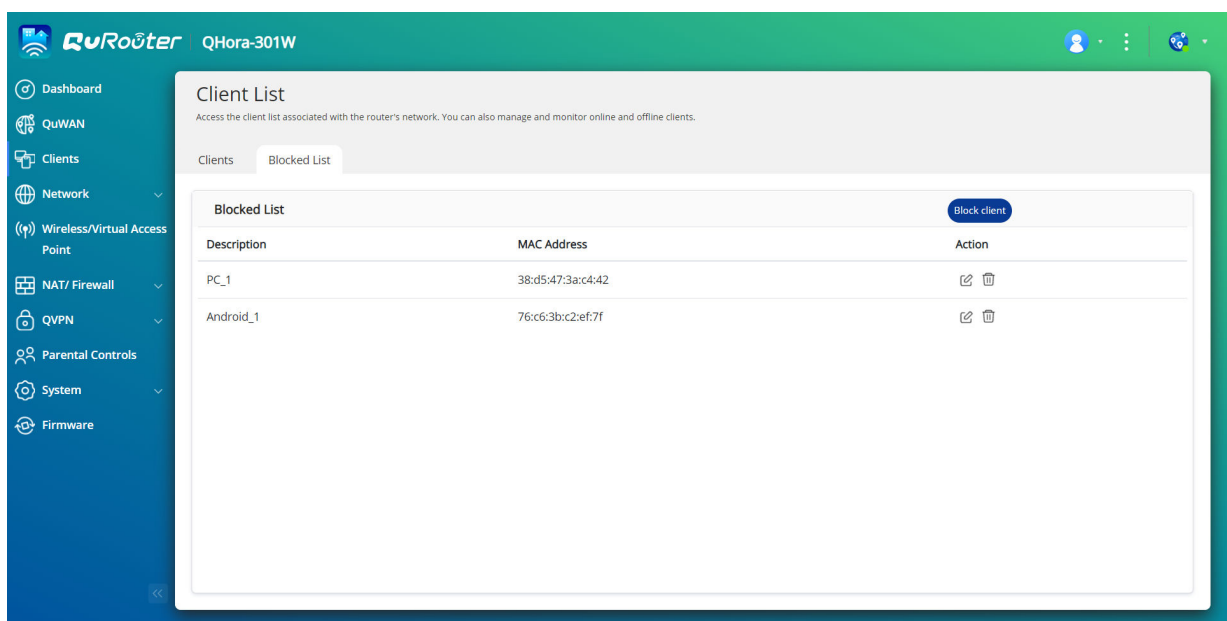 QuRoûter QHora-301W
Dashboard
QuWAN
Clients
Network
Wireless/Virtual Access
Point
NAT/ Firewall
QVPN
Parental Controls
System
Firmware
Client List
Access the client list associated with the router's network. You can also manage and monitor online and offline clients.
Clients Blocked List
Blocked List Block client
Description MAC Address Action
PC_1 38:d5:47:3a:c4:42
Android_1 76:c6:3b:c2:ef:7f